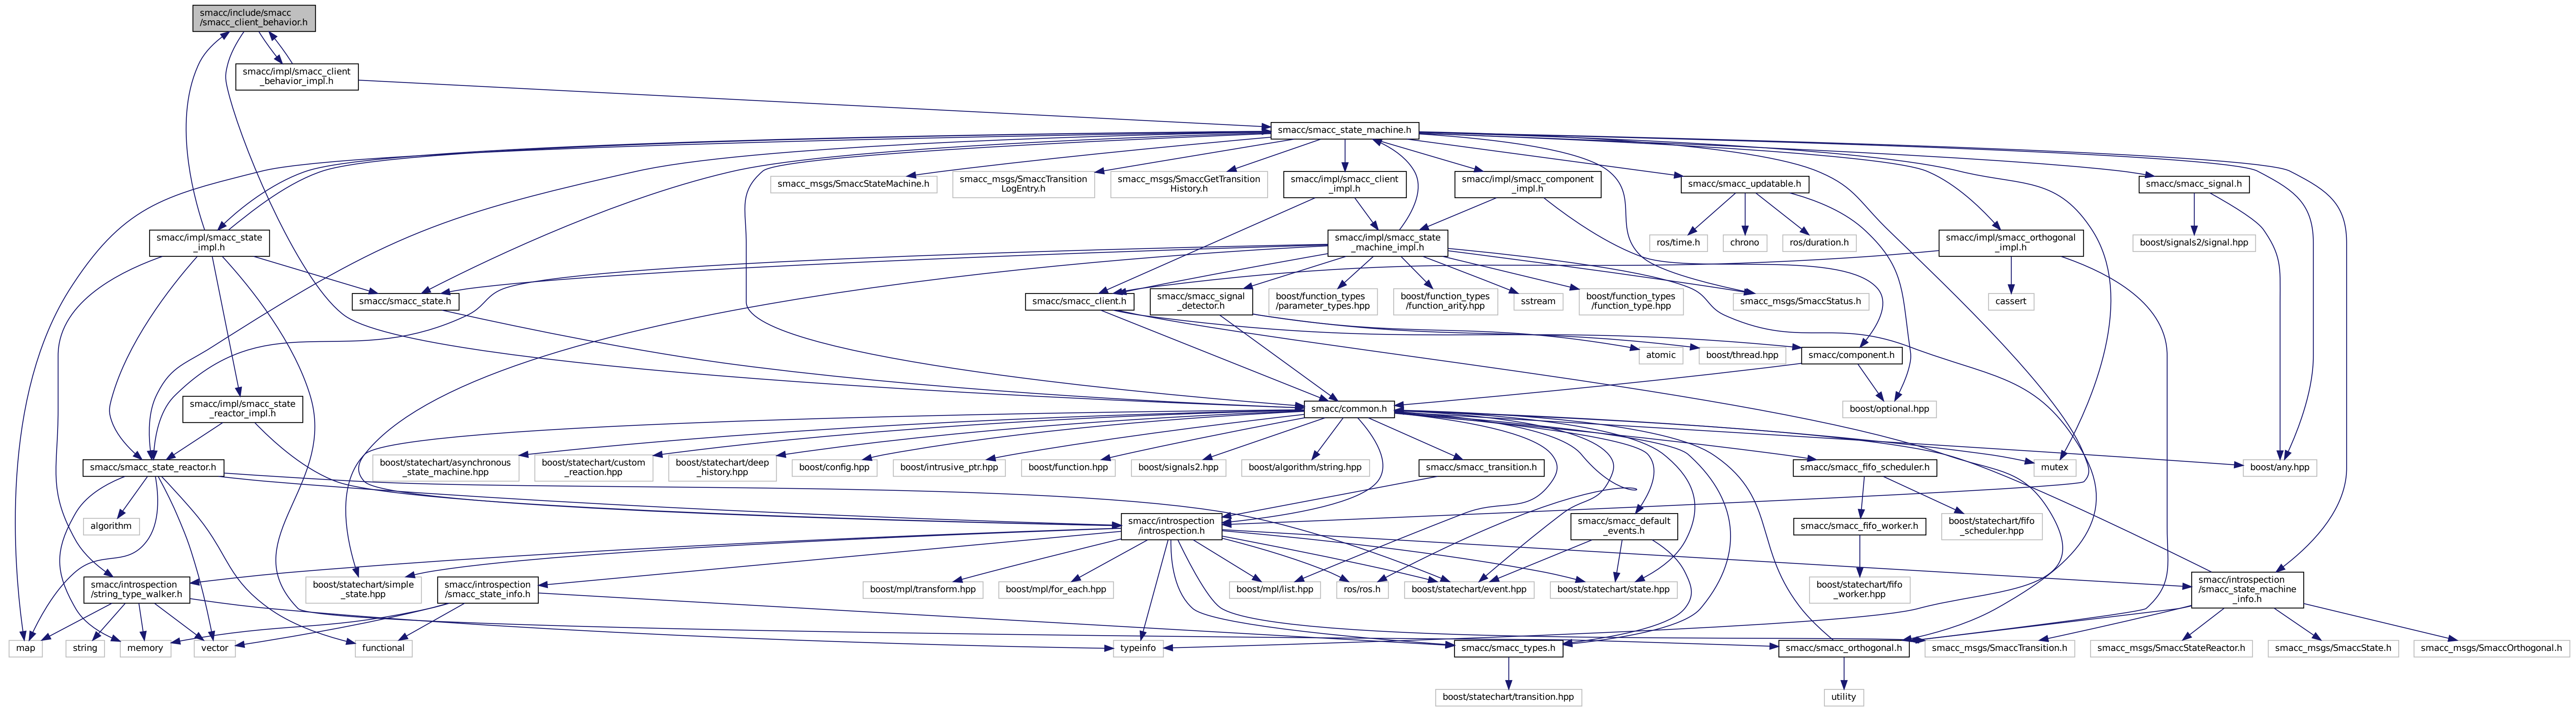 smacc/include/smacc
/smacc_client_behavior.h
smacc/impl/smacc_client
_behavior_impl.h
smacc/smacc_state_machine.h
smacc_msgs/SmaccStateMachine.h
smacc_msgs/SmaccTransition
LogEntry.h
smacc_msgs/SmaccGetTransition
History.h
smacc/impl/smacc_client
_impl.h
smacc/impl/smacc_component
_impl.h
smacc/smacc_updatable.h
smacc/smacc_signal.h
smacc/impl/smacc_state
_impl.h
smacc/impl/smacc_state
_machine_impl.h
ros/time.h
chrono
ros/duration.h
smacc/impl/smacc_orthogonal
_impl.h
boost/signals2/signal.hpp
smacc/smacc_state.h
smacc/smacc_client.h
smacc/smacc_signal
_detector.h
boost/function_types
/parameter_types.hpp
boost/function_types
/function_arity.hpp
sstream
boost/function_types
/function_type.hpp
smacc_msgs/SmaccStatus.h
cassert
atomic
boost/thread.hpp
smacc/component.h
smacc/impl/smacc_state
_reactor_impl.h
smacc/common.h
boost/optional.hpp
smacc/smacc_state_reactor.h
boost/statechart/asynchronous
_state_machine.hpp
boost/statechart/custom
_reaction.hpp
boost/statechart/deep
_history.hpp
boost/config.hpp
boost/intrusive_ptr.hpp
boost/function.hpp
boost/signals2.hpp
boost/algorithm/string.hpp
smacc/smacc_transition.h
smacc/smacc_fifo_scheduler.h
mutex
boost/any.hpp
algorithm
smacc/introspection
/introspection.h
smacc/smacc_default
_events.h
smacc/smacc_fifo_worker.h
boost/statechart/fifo
_scheduler.hpp
smacc/introspection
/string_type_walker.h
boost/statechart/simple
_state.hpp
smacc/introspection
/smacc_state_info.h
boost/mpl/transform.hpp
boost/mpl/for_each.hpp
boost/mpl/list.hpp
ros/ros.h
boost/statechart/event.hpp
boost/statechart/state.hpp
boost/statechart/fifo
_worker.hpp
smacc/introspection
/smacc_state_machine
_info.h
map
string
memory
vector
functional
typeinfo
smacc/smacc_types.h
smacc/smacc_orthogonal.h
smacc_msgs/SmaccTransition.h
smacc_msgs/SmaccStateReactor.h
smacc_msgs/SmaccState.h
smacc_msgs/SmaccOrthogonal.h
boost/statechart/transition.hpp
utility